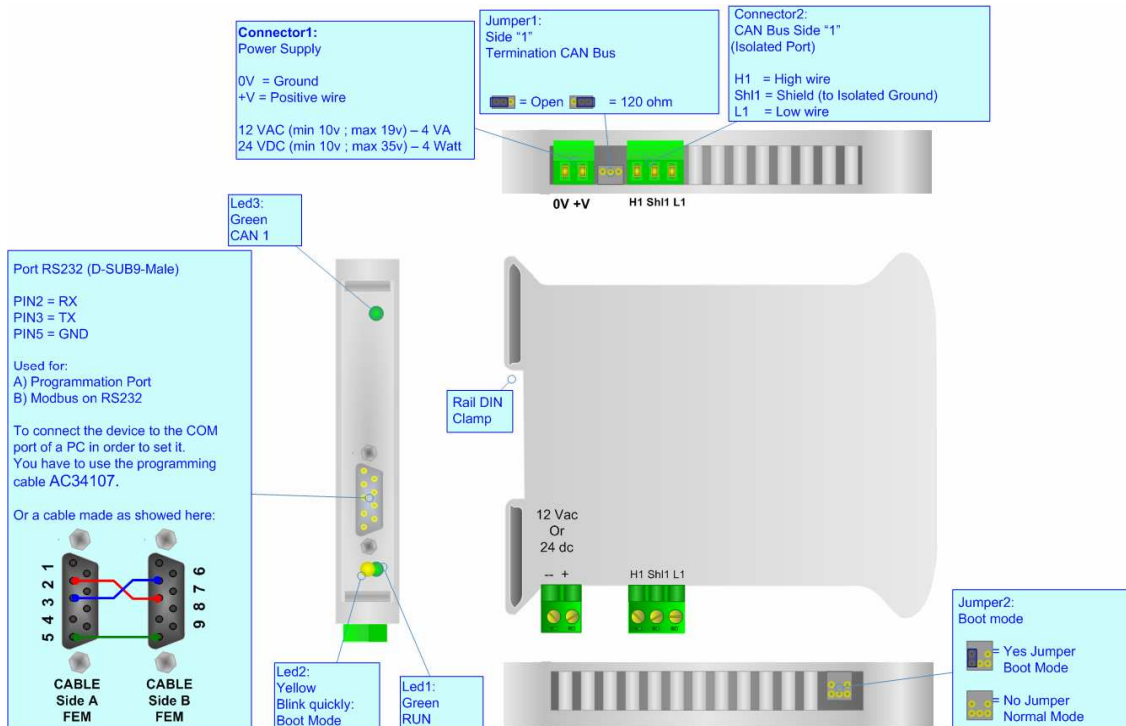 Connector1:
Power Supply
0V = Ground
+V = Positive wire
12 VAC (min 10v ; max 19v) – 4 VA
24 VDC (min 10v ; max 35v) – 4 Watt
Jumper1:
Side “1”
Termination CAN Bus
= Open = 120 ohm
Connector2:
CAN Bus Side “1”
(Isolated Port)
H1 = High wire
Shl1 = Shield (to Isolated Ground)
L1 = Low wire
0V +V H1 Shl1 L1
Led3:
Green
CAN 1
Port RS232 (D-SUB9-Male)
PIN2 = RX
PIN3 = TX
PIN5 = GND
Used for:
A) Programmation Port
B) Modbus on RS232
To connect the device to the COM
port of a PC in order to set it.
You have to use the programming
cable AC34107.
Or a cable made as showed here:
1
2
3
4
5
6
7
8
9
CABLE
Side A
FEM
CABLE
Side B
FEM
Rail DIN
Clamp
12 Vac
Or
24 dc
-- +
H1 Shl1 L1
Led2:
Yellow
Blink quickly:
Boot Mode
Led1:
Green
RUN
Jumper2:
Boot mode
= Yes Jumper
Boot Mode
= No Jumper
Normal Mode